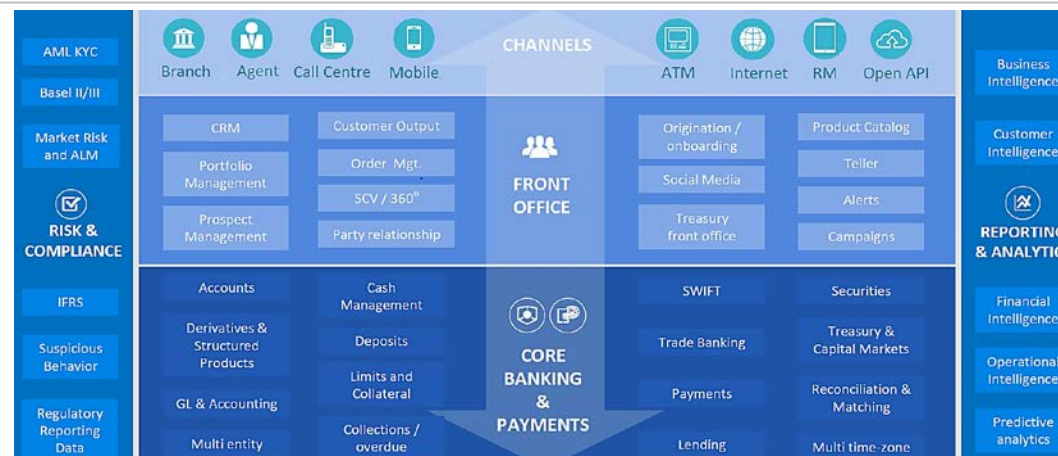 AML KYC
Basel II/III
Market Risk
and ALM
RISK &
COMPLIANCE
IFRS
Suspicious
Behavior
Regulatory
Reporting
Data
CHANNELS
Branch
Agent
Call Centre
Mobile
ATM
Internet
RM
Open API
FRONT
OFFICE
CRM
Customer Output
Portfolio
Management
Order Mgt.
SCV / 360°
Prospect
Management
Party relationship
Origination /
onboarding
Product Catalog
Social Media
Teller
Treasury
front office
Alerts
Campaigns
CORE
BANKING
&
PAYMENTS
Accounts
Cash
Management
Derivatives &
Structured
Products
Deposits
Limits and
Collateral
GL & Accounting
Collections /
overdue
Multi entity
SWIFT
Securities
Trade Banking
Treasury &
Capital Markets
Payments
Reconciliation &
Matching
Lending
Multi time-zone
Business
Intelligence
Customer
Intelligence
REPORTING
& ANALYTIC
Financial
Intelligence
Operational
Intelligence
Predictive
analytics